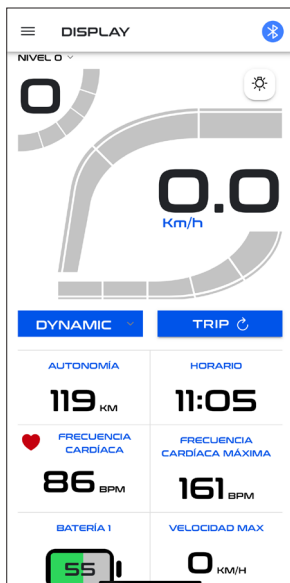 DISPLAY
NIVEL 0
0
0.0
Km/h
DYNAMIC
TRIP
AUTONOMÍA
HORARIO
119 KM
11:05
FRECUENCIA
CARDÍACA
FRECUENCIA
CARDÍACA MÁXIMA
86 BPM
161 BPM
BATERÍA 1
VELOCIDAD MAX
55
0 KM/H